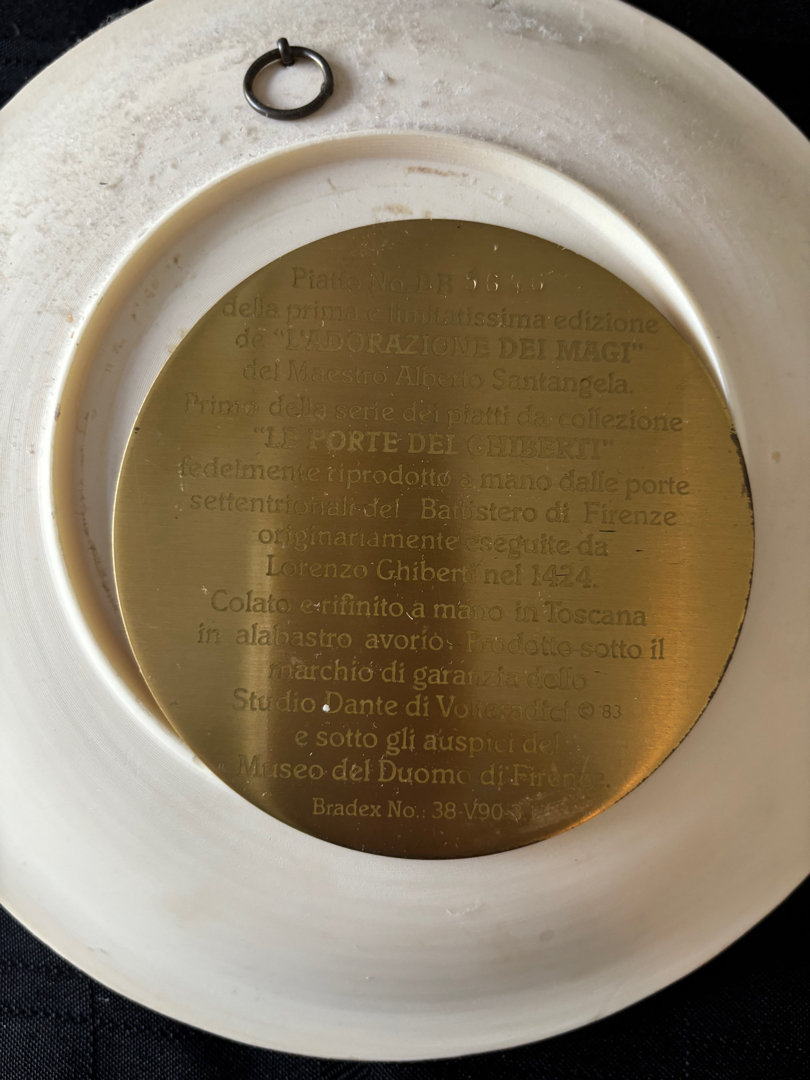 Piatto No. 
della prima e limitatissima edizione
de "L'ADORAZIONE DEI MAGI"
del Maestro Alberto Santangela.
Primo della serie dei piatti da collezione
"LE PORTE DEL GHIBERTI"
fedelmente riprodotto a mano dalle porte
settentrionali del Battistero di Firenze
originariamente eseguite da
Lorenzo Ghiberti nel 1424.
Colato e rifinito a mano in Toscana
in alabastro avorio. Prodotto sotto il
marchio di garanzia dello
Studio Dante di Volteradici © 83
e sotto gli auspici del
Museo del Duomo di Firenze.
Bradex No.: 38-V90-